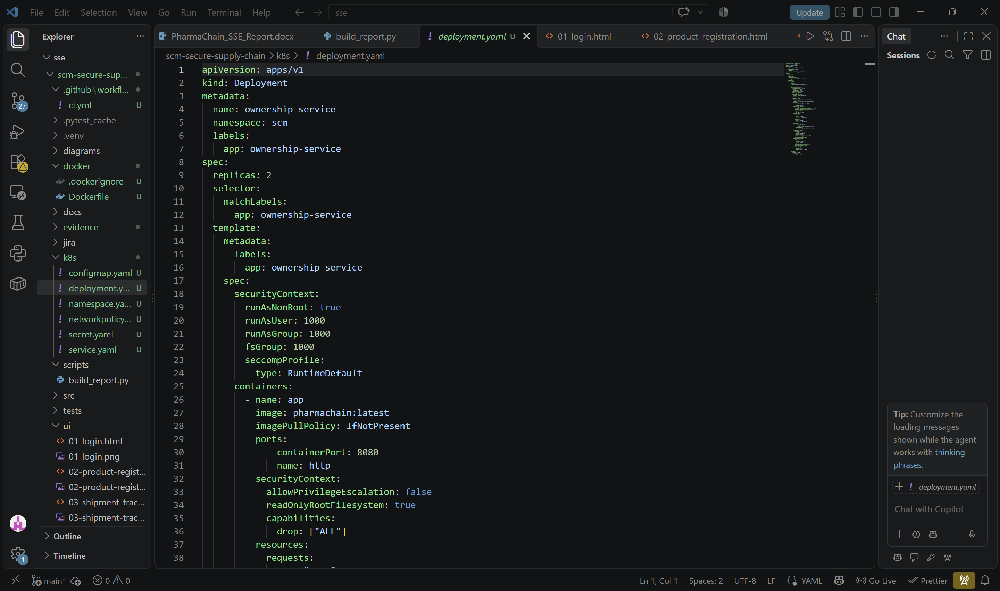 File Edit Selection View Go Run Terminal Help
sse
Update
Explorer
sse
scm-secure-sup...
.github\workfl...
ci.yml U
.pytest_cache
.venv
diagrams
docker
.dockerignore U
Dockerfile U
docs
evidence
jira
k8s
configmap.yaml U
deployment.y... U
namespace.ya... U
networkpolicy... U
secret.yaml U
service.yaml U
scripts
build_report.py
src
tests
ui
01-login.html
01-login.png
02-product-regist...
02-product-regist...
03-shipment-trac...
03-shipment-trac...
Outline
Timeline
27
1
PharmaChain_SSE_Report.docx
build_report.py
deployment.yaml U
01-login.html
02-product-registration.html
scm-secure-supply-chain > k8s > ! deployment.yaml
1 apiVersion: apps/v1
2 kind: Deployment
3 metadata:
4 name: ownership-service
5 namespace: scm
6 labels:
7 app: ownership-service
8 spec:
9 replicas: 2
10 selector:
11 matchLabels:
12 app: ownership-service
13 template:
14 metadata:
15 labels:
16 app: ownership-service
17 spec:
18 securityContext:
19 runAsNonRoot: true
20 runAsUser: 1000
21 runAsGroup: 1000
22 fsGroup: 1000
23 seccompProfile:
24 type: RuntimeDefault
25 containers:
26 - name: app
27 image: pharmachain:latest
28 imagePullPolicy: IfNotPresent
29 ports:
30 - containerPort: 8080
31 name: http
32 securityContext:
33 allowPrivilegeEscalation: false
34 readOnlyRootFilesystem: true
35 capabilities:
36 drop: ["ALL"]
37 resources:
38 requests:
Chat
Sessions
Tip: Customize the
loading messages
shown while the agent
works with thinking
phrases.
deployment.yaml
Chat with Copilot
main* 0 0
Ln 1, Col 1 Spaces: 2 UTF-8 LF YAML Go Live Prettier